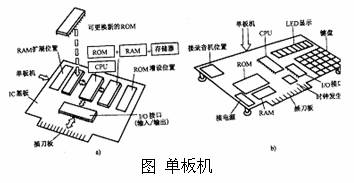 可更换新的ROM
RAM扩展位置
ROM
RAM
存储器
CPU
单板机
ROM增设位置
IC基板
I/O接口
(输入/输出)
插刀板
a)
单板机
LED显示
接录音机位置
CPU
键盘
ROM
I/O接口
时钟发生
接电源
RAM
插刀板
b)
图 单板机